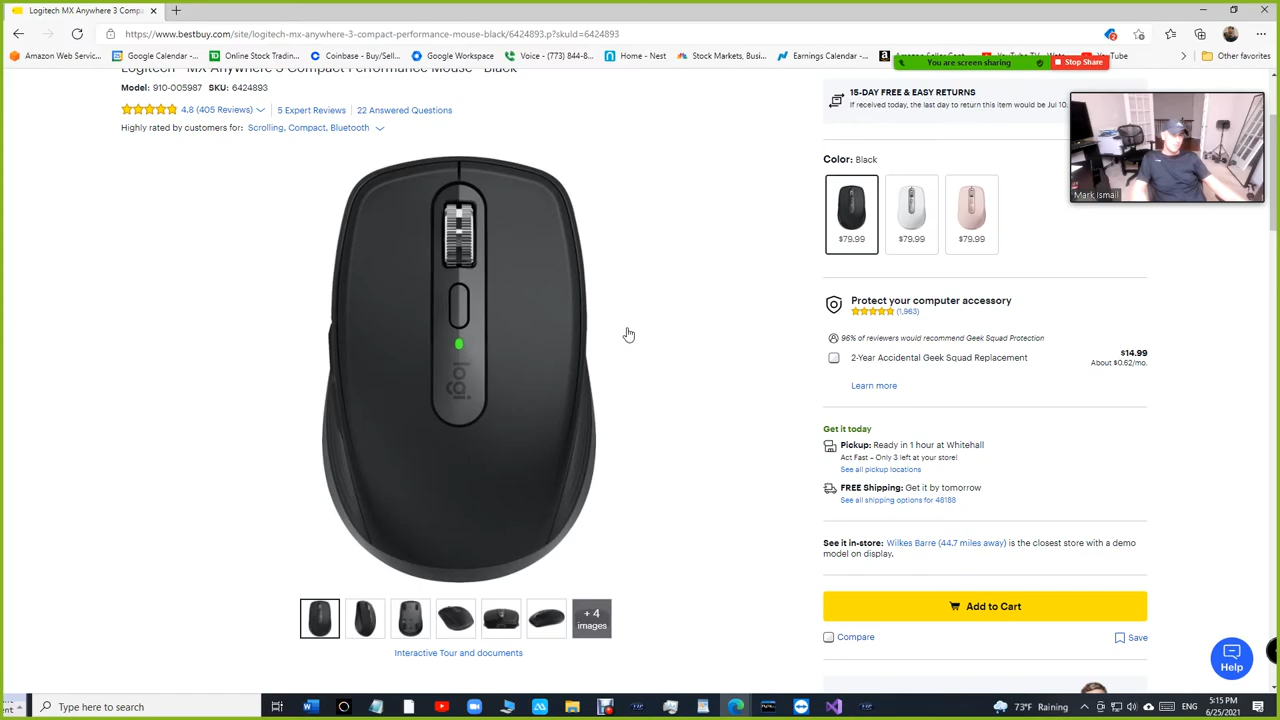 Logitech MX Anywhere 3 Compa
https://www.bestbuy.com/site/logitech-mx-anywhere-3-compact-performance-mouse-black/6424893.p?skuId=6424893
Amazon Web Servic...
Google Calendar -...
Online Stock Tradin...
Coinbase - Buy/Sell...
Google Workspace
Voice - (773) 844-8...
Home - Nest
Stock Markets, Busi...
Earnings Calendar -...
Other favorites
You are screen sharing
Stop Share
Model: 910-005987 SKU: 6424893
4.8 (405 Reviews)
5 Expert Reviews
22 Answered Questions
Highly rated by customers for: Scrolling, Compact, Bluetooth
logi
Interactive Tour and documents
+ 4
images
15-DAY FREE & EASY RETURNS
If received today, the last day to return this item would be Jul 10,
Mark Ismail
Color: Black
$79.99
$79.99
$79.99
Protect your computer accessory
(1,963)
96% of reviewers would recommend Geek Squad Protection
2-Year Accidental Geek Squad Replacement
$14.99
About $0.62/mo.
Learn more
Get it today
Pickup: Ready in 1 hour at Whitehall
Act Fast – Only 3 left at your store!
See all pickup locations
FREE Shipping: Get it by tomorrow
See all shipping options for 48188
See it in-store: Wilkes Barre (44.7 miles away) is the closest store with a demo
model on display.
Add to Cart
Compare
Save
Help
Type here to search
73°F Raining
ENG
5:15 PM
6/25/2021